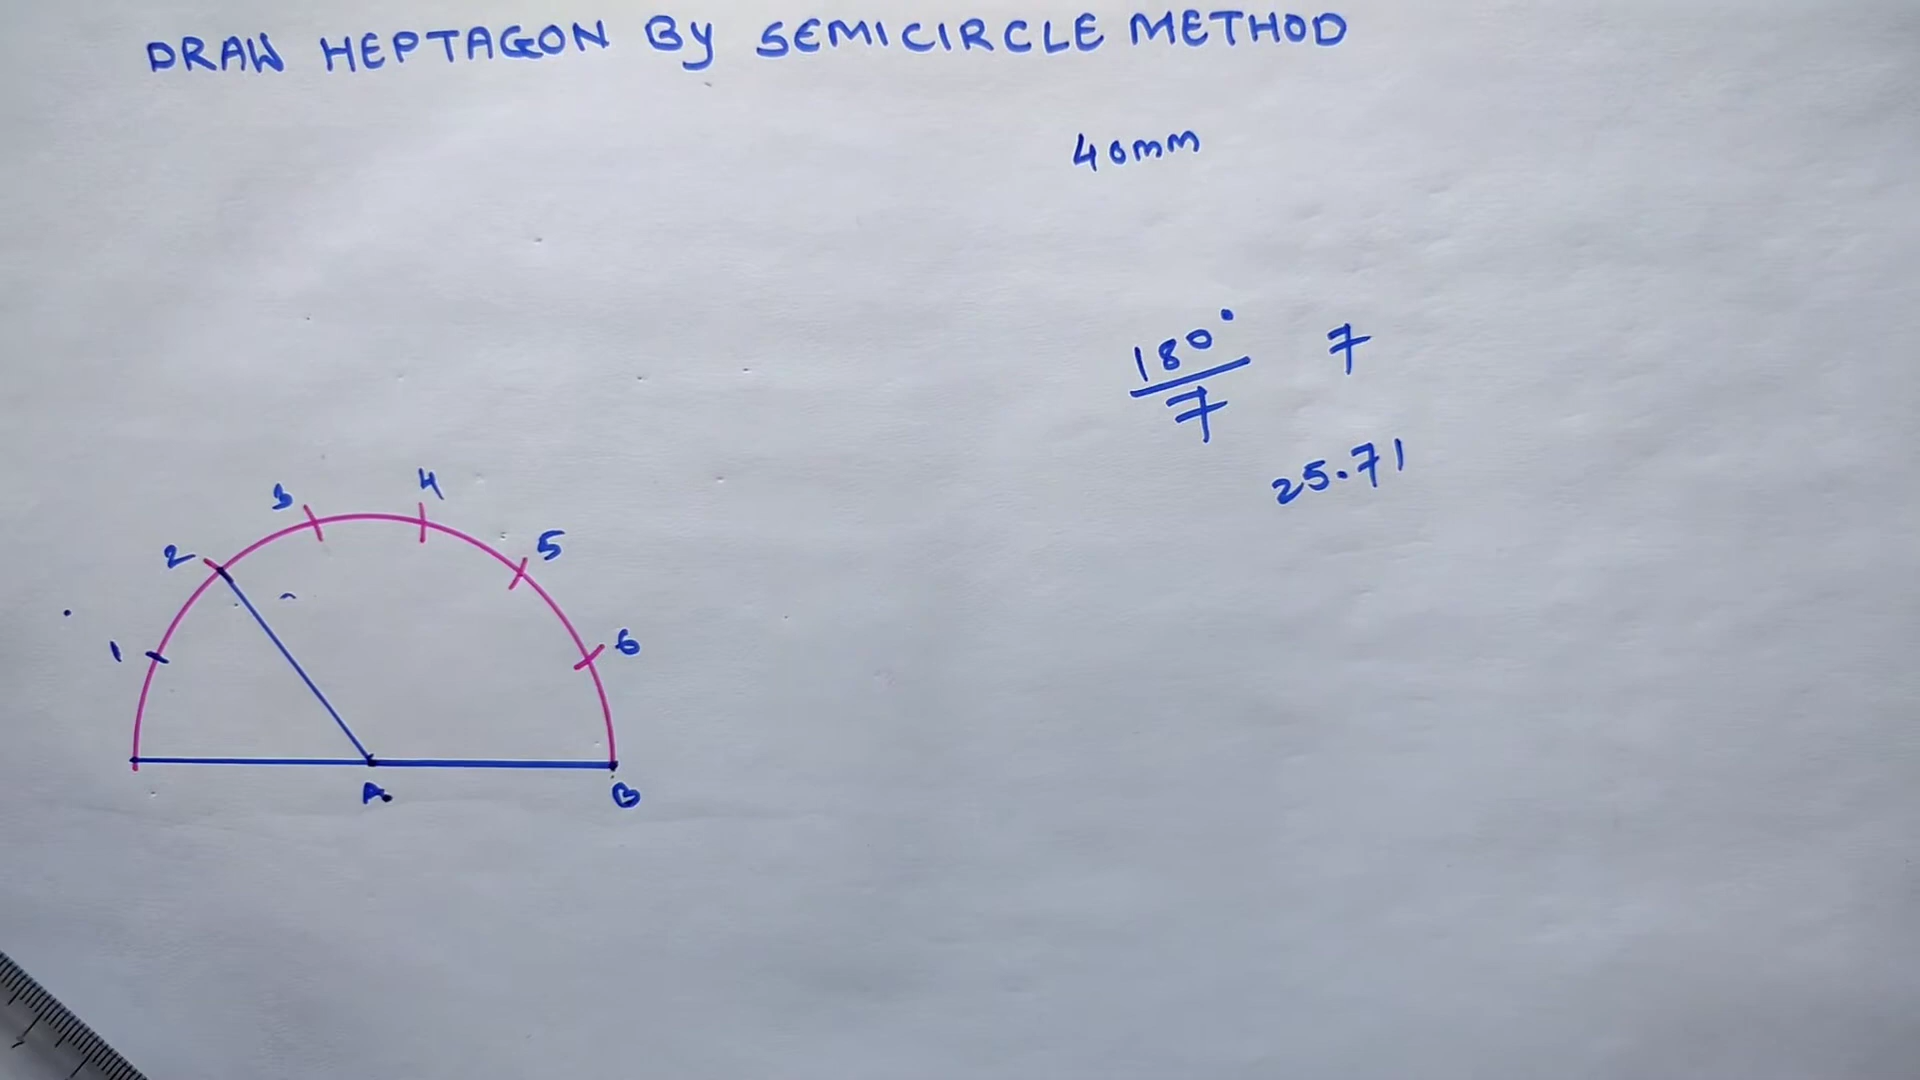 DRAW HEPTAGON By SEMICIRCLE METHOD
40mm
180° 7
7
25.71
3 4
2 5
1 6
A B